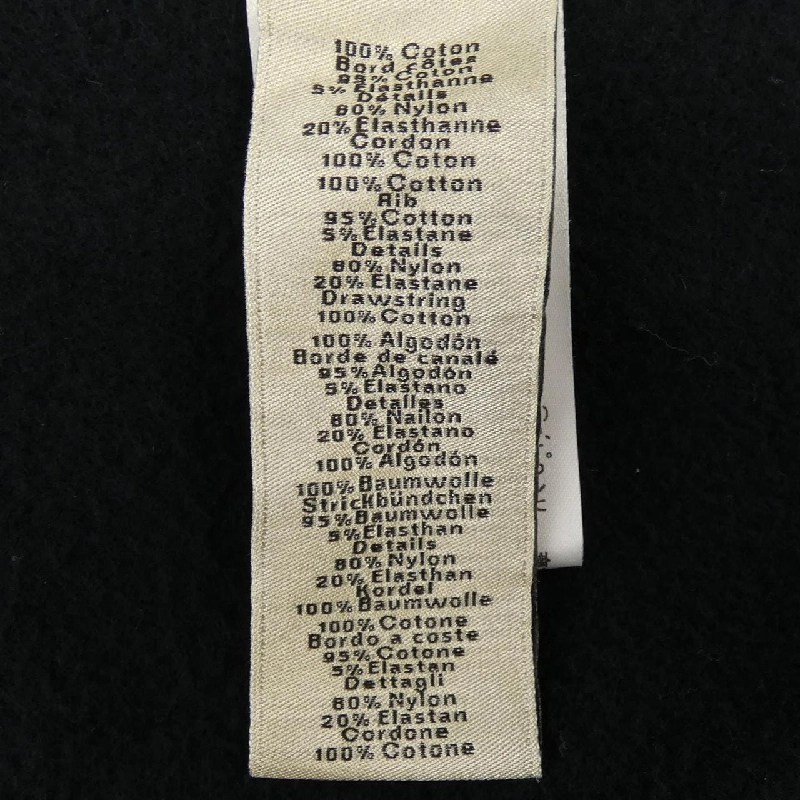 100% Coton
Bord côtes
95% Coton
5% Elasthanne
Détails
80% Nylon
20% Elasthanne
Cordon
100% Coton
100% Cotton
Rib
95% Cotton
5% Elastane
Details
80% Nylon
20% Elastane
Drawstring
100% Cotton
100% Algodón
Borde de canalé
95% Algodón
5% Elastano
Detalles
80% Nailon
20% Elastano
Cordón
100% Algodón
100% Baumwolle
Strickbündchen
95% Baumwolle
5% Elasthan
Details
80% Nylon
20% Elasthan
Kordel
100% Baumwolle
100% Cotone
Bordo a coste
95% Cotone
5% Elastan
Dettagli
80% Nylon
20% Elastan
Cordone
100% Cotone